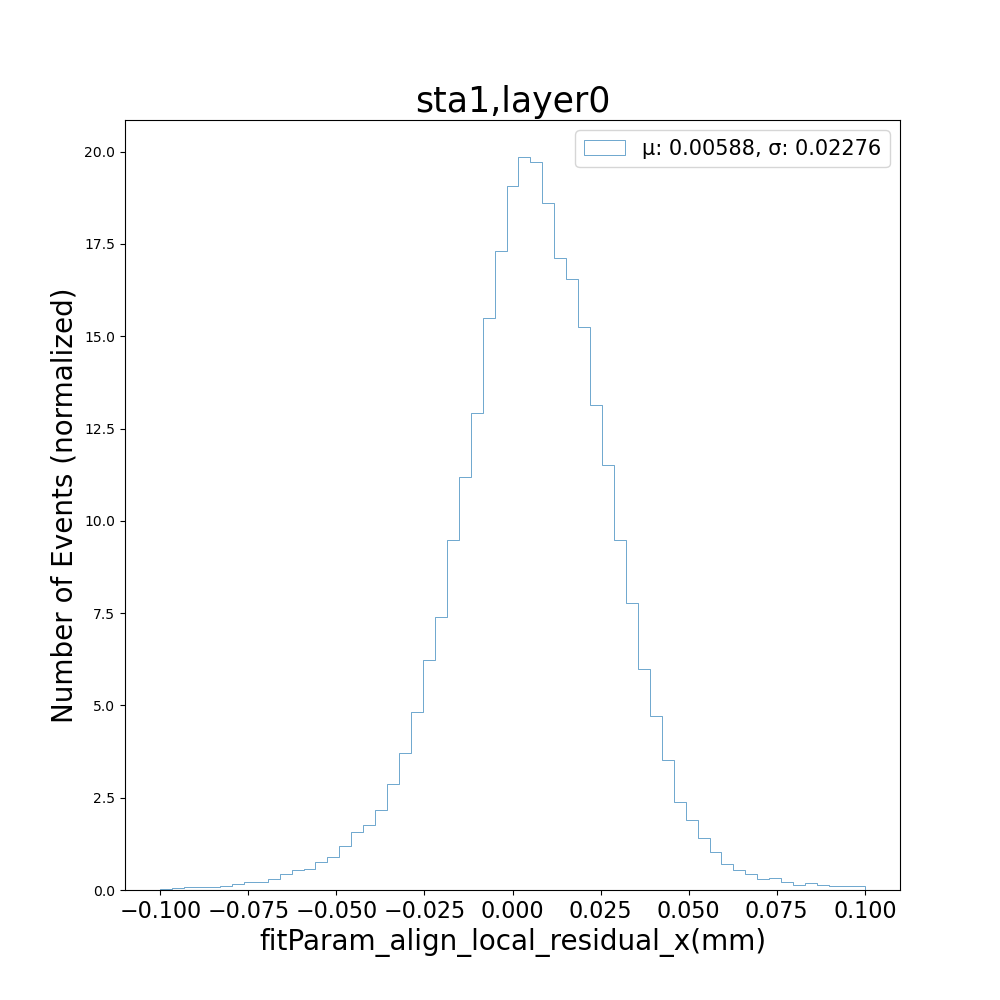 sta1,layer0
μ: 0.00588, σ: 0.02276
Number of Events (normalized)
20.0
17.5
15.0
12.5
10.0
7.5
5.0
2.5
0.0
−0.100 −0.075 −0.050 −0.025 0.000 0.025 0.050 0.075 0.100
fitParam_align_local_residual_x(mm)